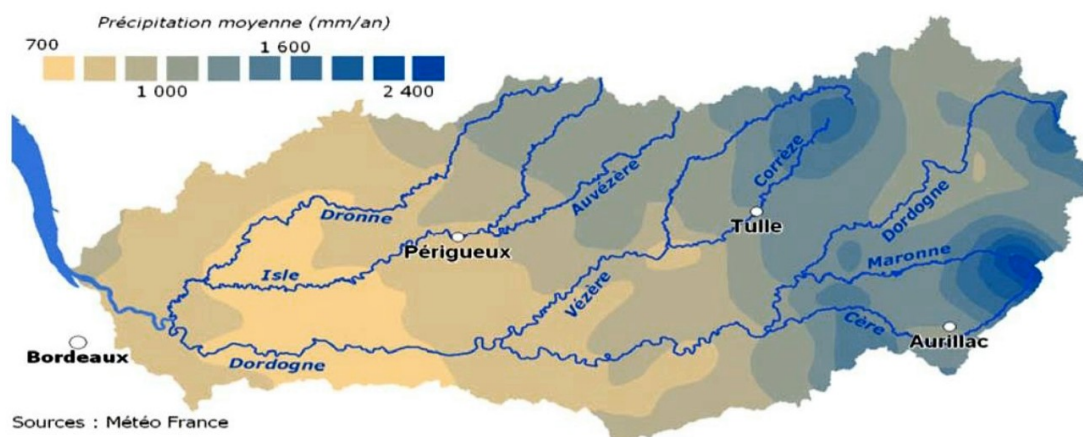 Précipitation moyenne (mm/an)
700
1 600
1 000
2 400
Corrèze
Dordogne
Auvézère
Dronne
Tülle
Périgueux
Maronne
Isle
Vézère
Cère
Aurillac
Bordeaux
Dordogne
Sources : Météo France